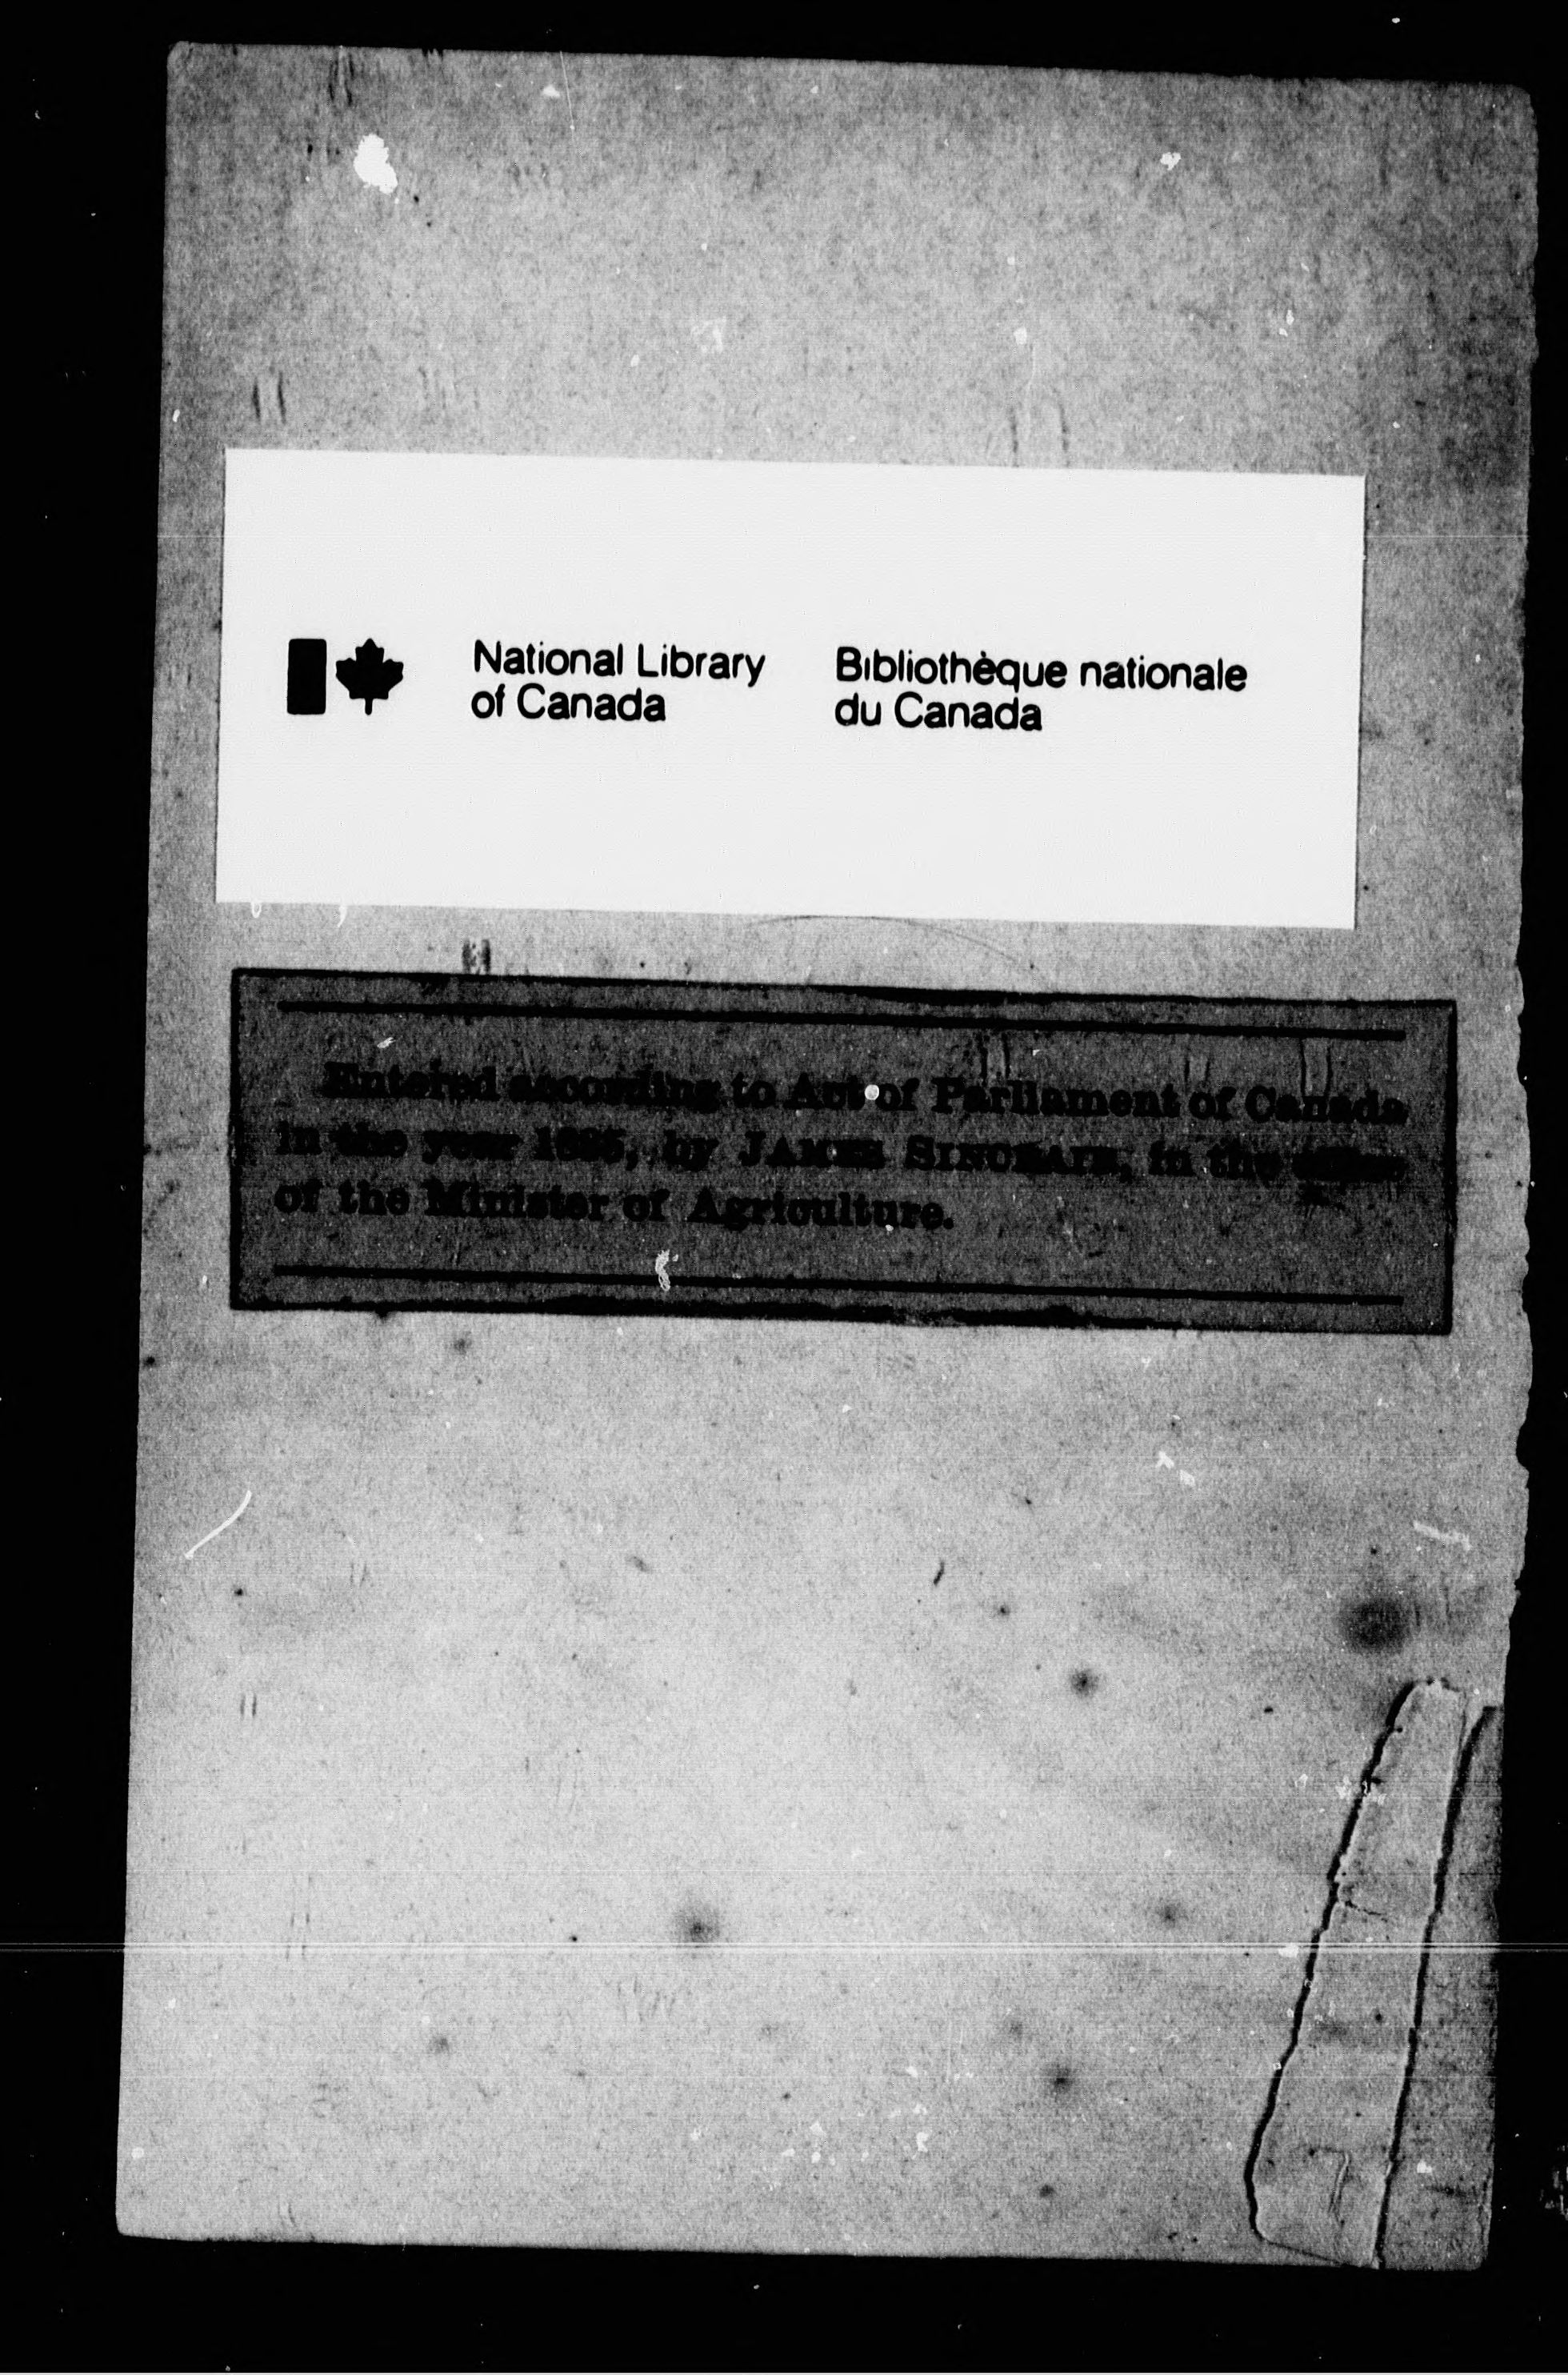 National Library
of Canada
Bibliothèque nationale
du Canada
Entered according to Act of Parliament of Canada
in the year by JAMES SINCLAIR, in the office
of the Minister of Agriculture.